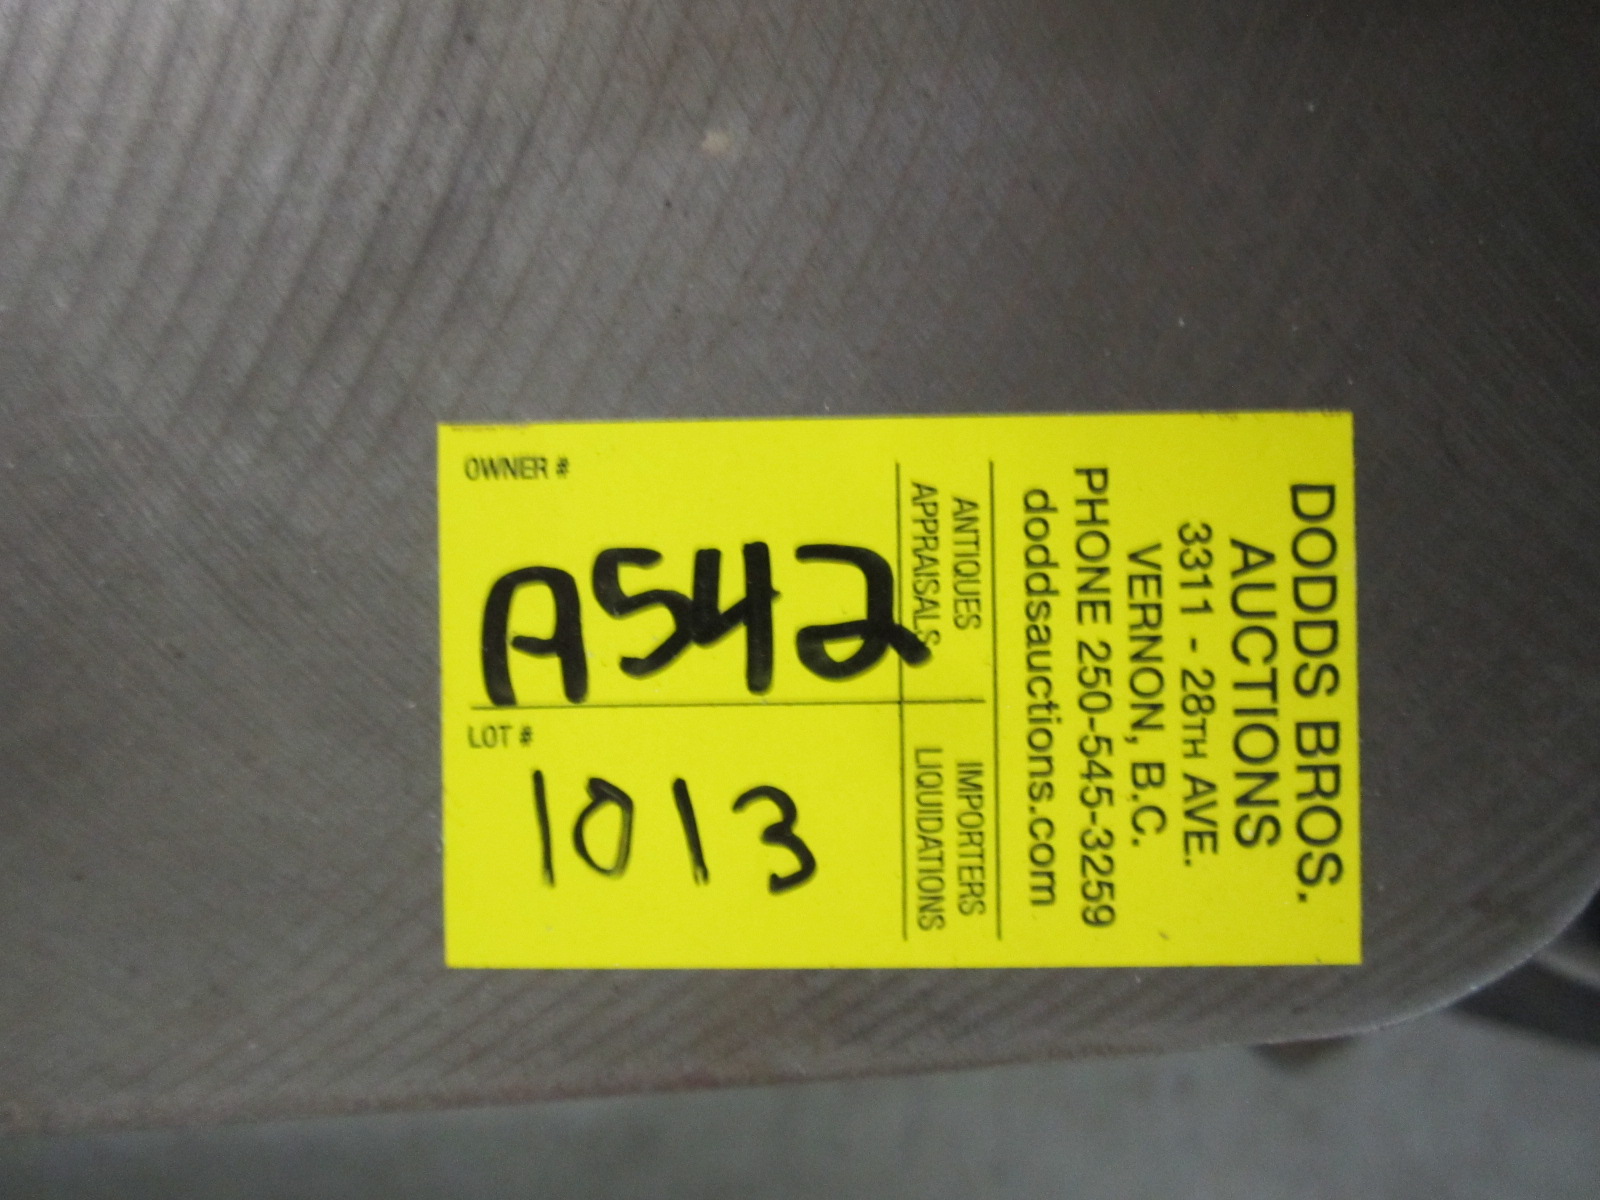 DODDS BROS.
AUCTIONS
3311 - 28TH AVE.
VERNON, B.C.
PHONE 250-545-3259
doddsauctions.com
ANTIQUES IMPORTERS
APPRAISALS LIQUIDATIONS
OWNER #
A542
LOT #
1013